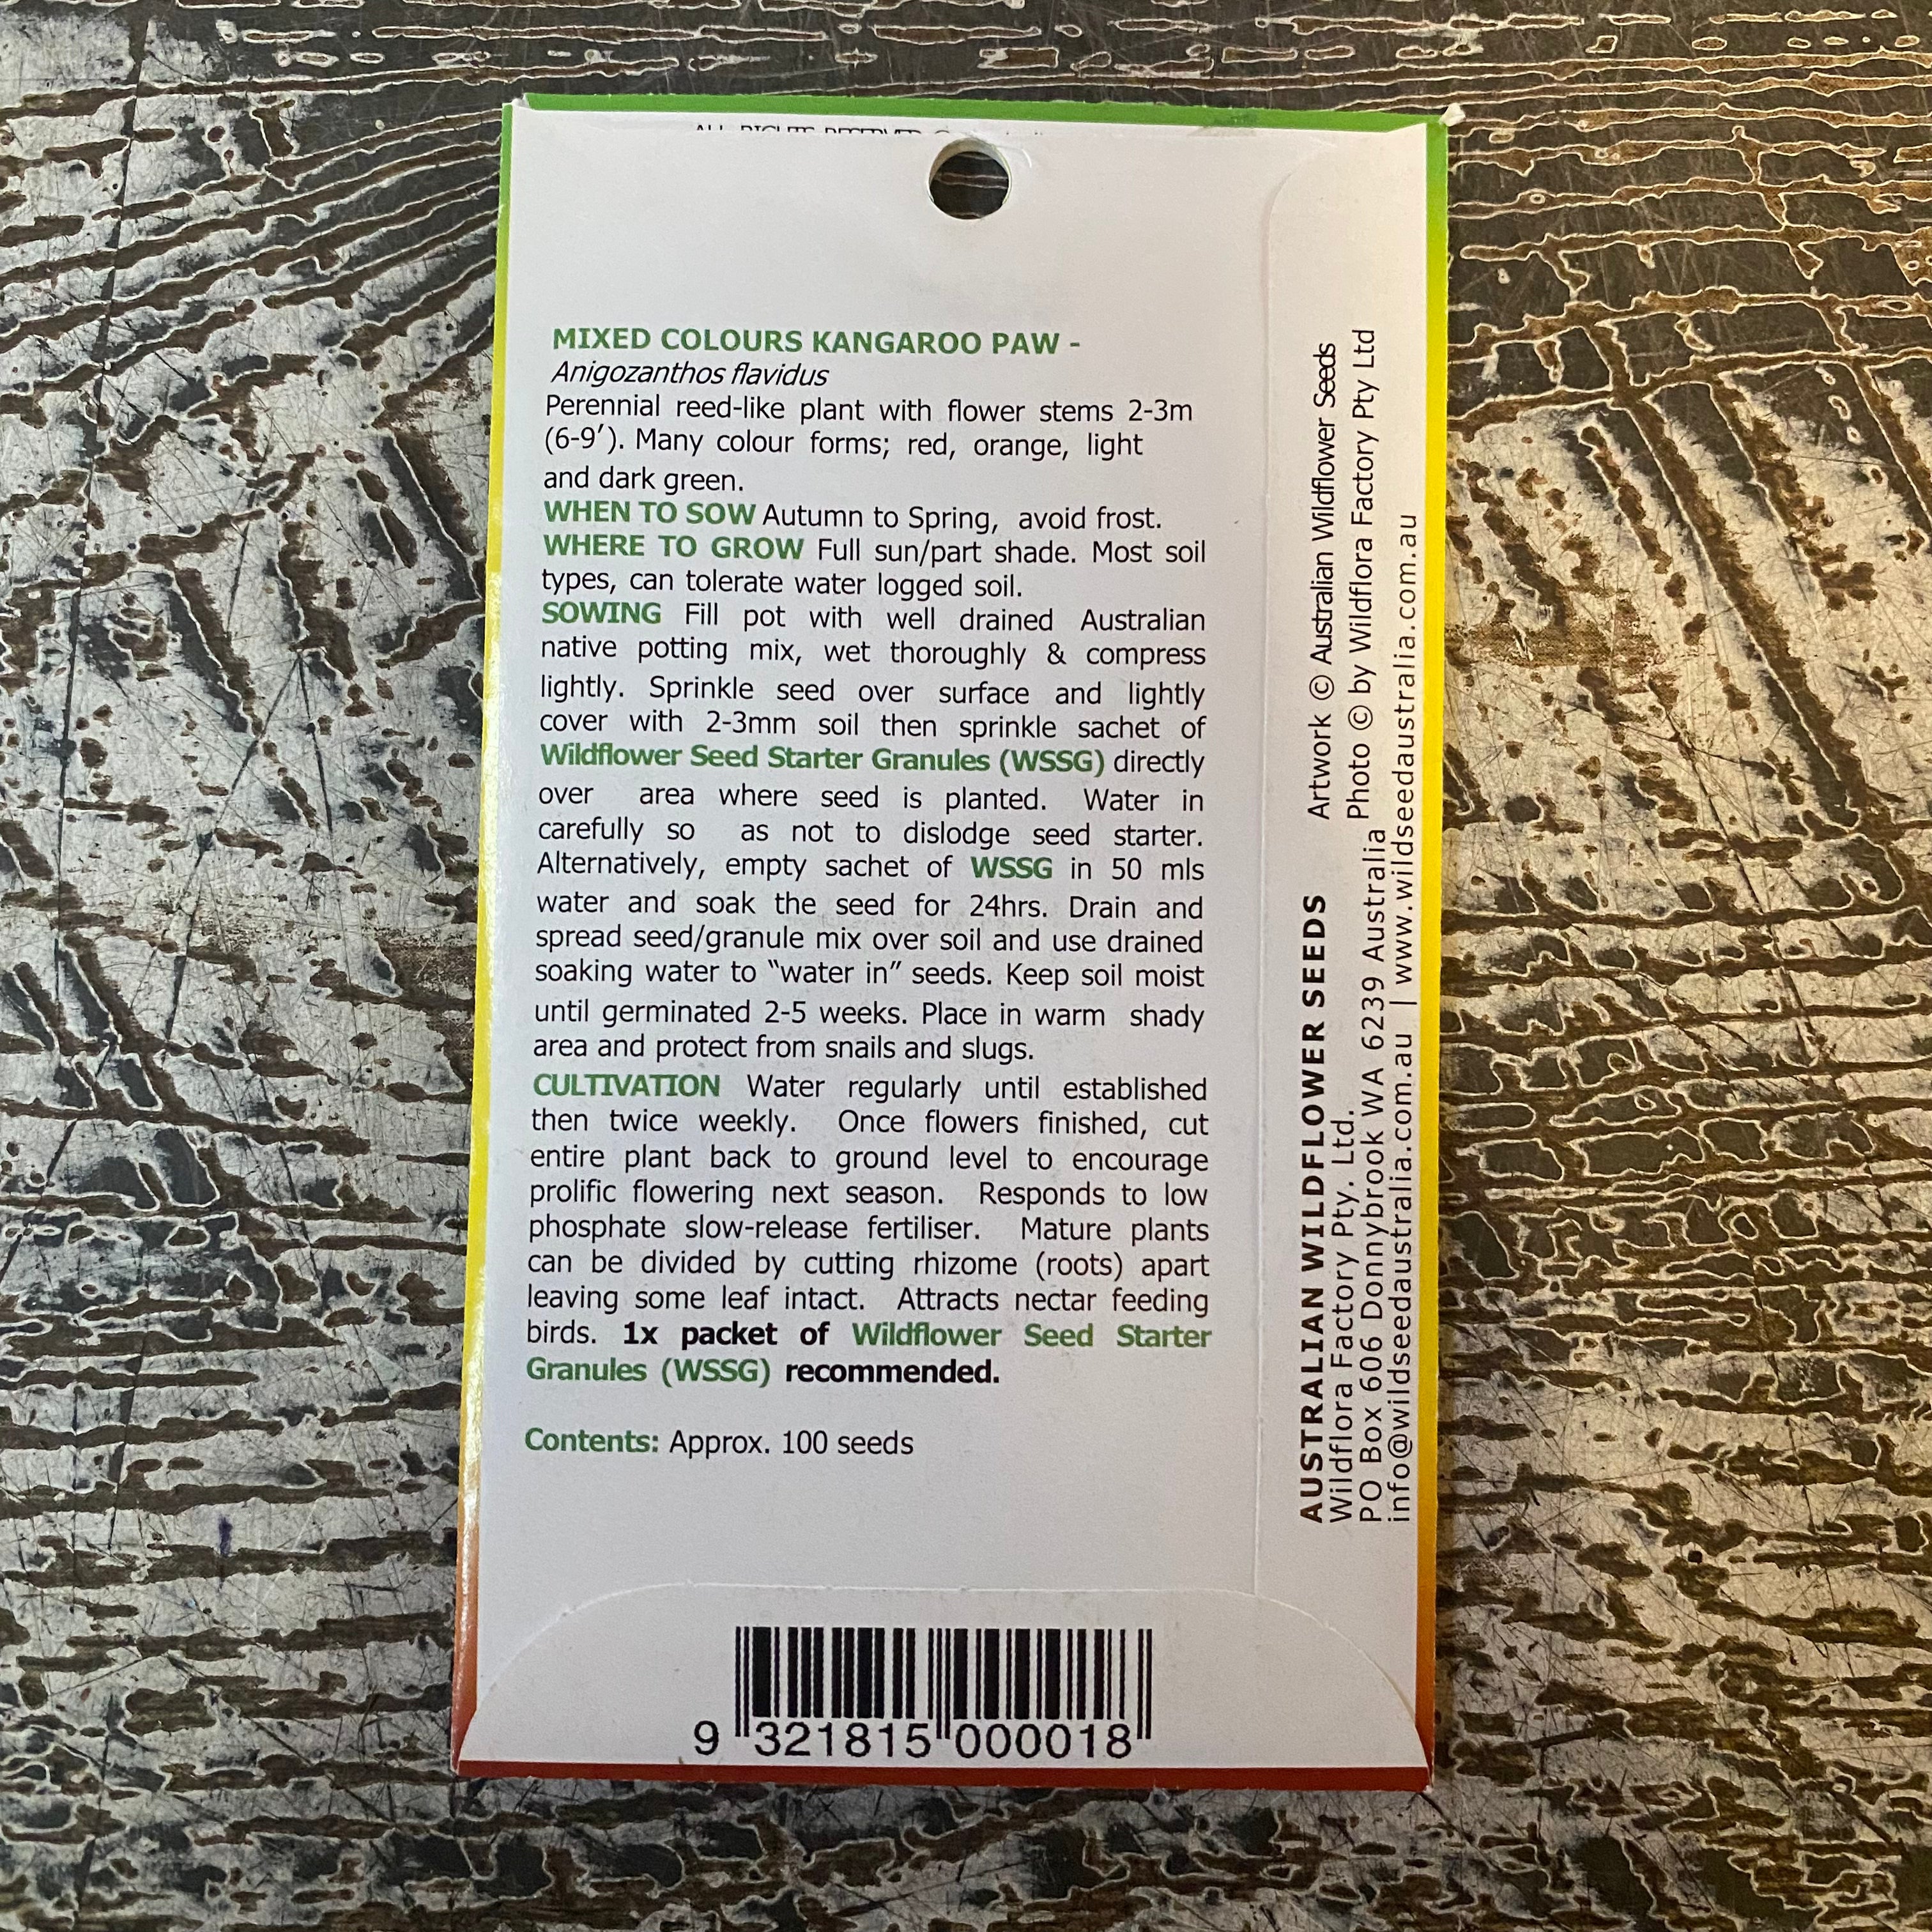 ALL RIGHTS RESERVED ©
MIXED COLOURS KANGAROO PAW -
Anigozanthos flavidus
Perennial reed-like plant with flower stems 2-3m
(6-9’). Many colour forms; red, orange, light
and dark green.
WHEN TO SOW Autumn to Spring, avoid frost.
WHERE TO GROW Full sun/part shade. Most soil
types, can tolerate water logged soil.
SOWING Fill pot with well drained Australian
native potting mix, wet thoroughly & compress
lightly. Sprinkle seed over surface and lightly
cover with 2-3mm soil then sprinkle sachet of
Wildflower Seed Starter Granules (WSSG) directly
over area where seed is planted. Water in
carefully so as not to dislodge seed starter.
Alternatively, empty sachet of WSSG in 50 mls
water and soak the seed for 24hrs. Drain and
spread seed/granule mix over soil and use drained
soaking water to “water in” seeds. Keep soil moist
until germinated 2-5 weeks. Place in warm shady
area and protect from snails and slugs.
CULTIVATION Water regularly until established
then twice weekly. Once flowers finished, cut
entire plant back to ground level to encourage
prolific flowering next season. Responds to low
phosphate slow-release fertiliser. Mature plants
can be divided by cutting rhizome (roots) apart
leaving some leaf intact. Attracts nectar feeding
birds. 1x packet of Wildflower Seed Starter
Granules (WSSG) recommended.
Contents: Approx. 100 seeds
9 321815 000018
AUSTRALIAN WILDFLOWER SEEDS
Wildflora Factory Pty. Ltd.
PO Box 606 Donnybrook WA 6239 Australia
info@wildseedaustralia.com.au | www.wildseedaustralia.com.au
Artwork © Australian Wildflower Seeds
Photo © by Wildflora Factory Pty Ltd